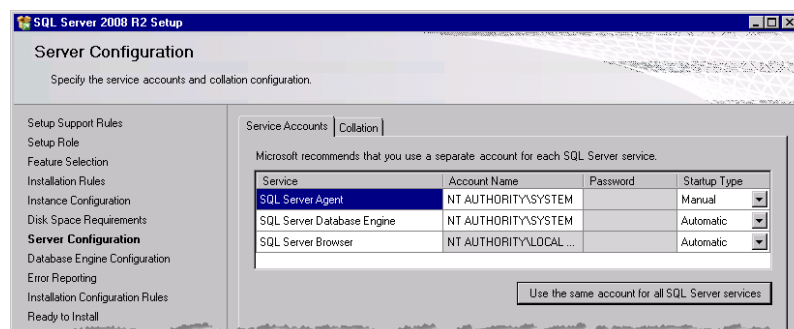 SQL Server 2008 R2 Setup
Server Configuration
Specify the service accounts and collation configuration.
Setup Support Rules
Setup Role
Feature Selection
Installation Rules
Instance Configuration
Disk Space Requirements
Server Configuration
Database Engine Configuration
Error Reporting
Installation Configuration Rules
Ready to Install
Service Accounts Collation
Microsoft recommends that you use a separate account for each SQL Server service.
Service Account Name Password Startup Type
SQL Server Agent NT AUTHORITY\SYSTEM Manual
SQL Server Database Engine NT AUTHORITY\SYSTEM Automatic
SQL Server Browser NT AUTHORITY\LOCAL ... Automatic
Use the same account for all SQL Server services